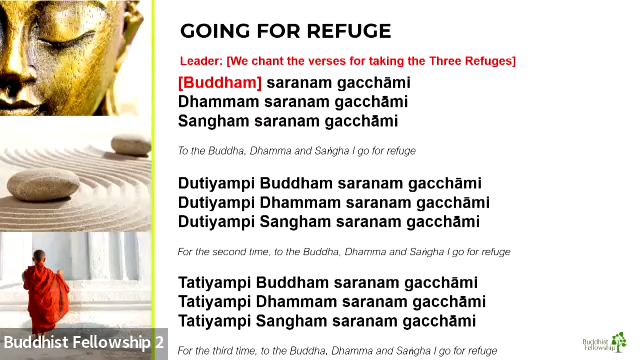 GOING FOR REFUGE
Leader: [We chant the verses for taking the Three Refuges]
[Buddham] saranam gacchāmi
Dhammam saranam gacchāmi
Sangham saranam gacchāmi
To the Buddha, Dhamma and Saṅgha I go for refuge
Dutiyampi Buddham saranam gacchāmi
Dutiyampi Dhammam saranam gacchāmi
Dutiyampi Sangham saranam gacchāmi
For the second time, to the Buddha, Dhamma and Saṅgha I go for refuge
Tatiyampi Buddham saranam gacchāmi
Tatiyampi Dhammam saranam gacchāmi
Tatiyampi Sangham saranam gacchāmi
For the third time, to the Buddha, Dhamma and Saṅgha I go for refuge
Buddhist Fellowship 2
Buddhist
Fellowship